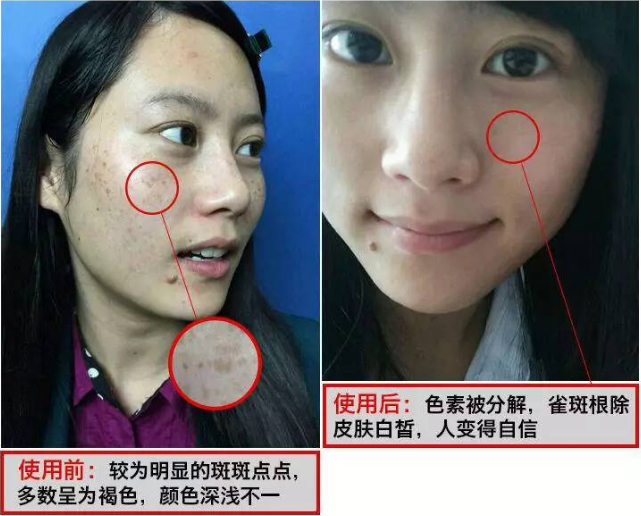 使用前：较为明显的斑斑点点，
多数呈为褐色，颜色深浅不一
使用后：色素被分解，雀斑根除
皮肤白皙，人变得自信